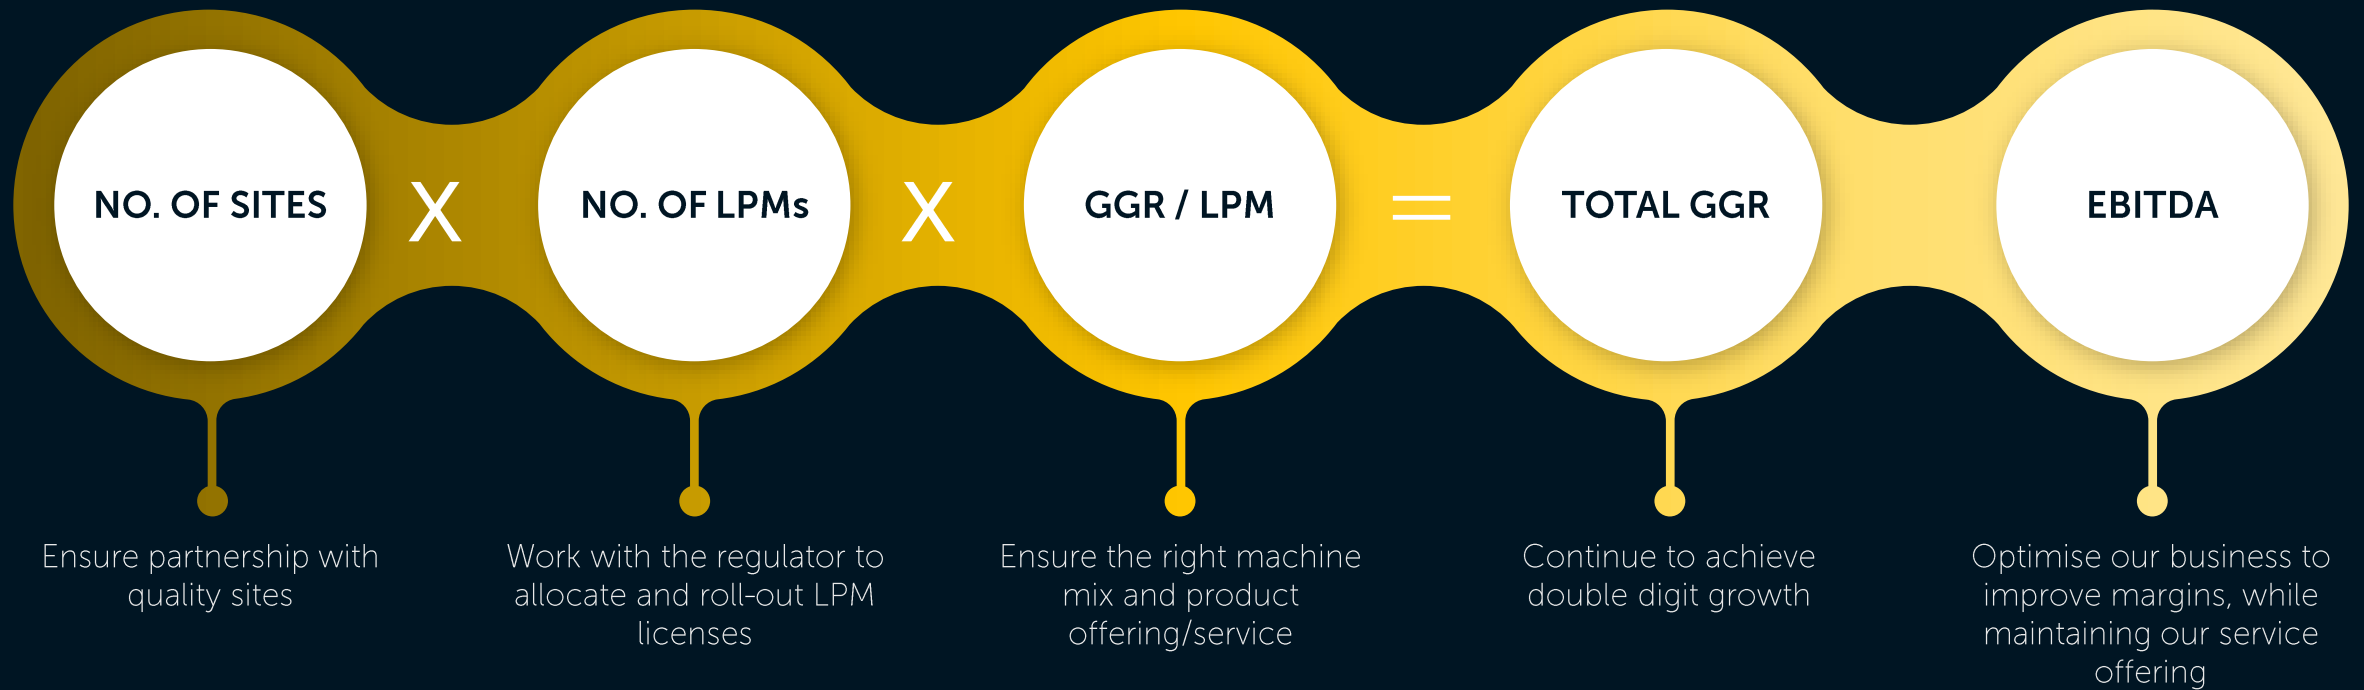 NO. OF SITES
X
NO. OF LPMs
X
GGR / LPM
=
TOTAL GGR
EBITDA
Ensure partnership with
quality sites
Work with the regulator to
allocate and roll-out LPM
licenses
Ensure the right machine
mix and product
offering/service
Continue to achieve
double digit growth
Optimise our business to
improve margins, while
maintaining our service
offering